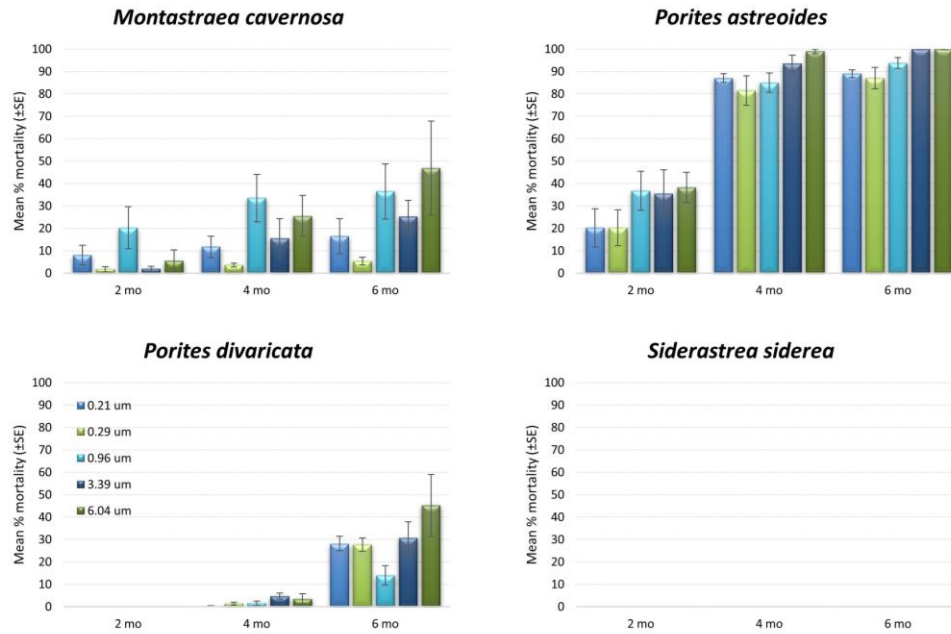 Montastraea cavernosa
Mean % mortality (±SE)
100
90
80
70
60
50
40
30
20
10
0
2 mo
4 mo
6 mo
Porites astreoides
Mean % mortality (±SE)
100
90
80
70
60
50
40
30
20
10
0
2 mo
4 mo
6 mo
Porites divaricata
Mean % mortality (±SE)
100
90
80
70
60
50
40
30
20
10
0
0.21 um
0.29 um
0.96 um
3.39 um
6.04 um
2 mo
4 mo
6 mo
Siderastrea siderea
Mean % mortality (±SE)
100
90
80
70
60
50
40
30
20
10
0
2 mo
4 mo
6 mo